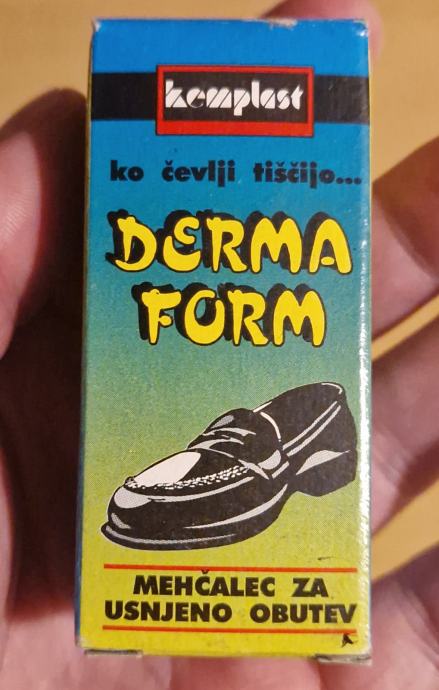 kemplast
ko čevlji tiščijo...
DERMA
FORM
MEHČALEC ZA
USNJENO OBUTEV